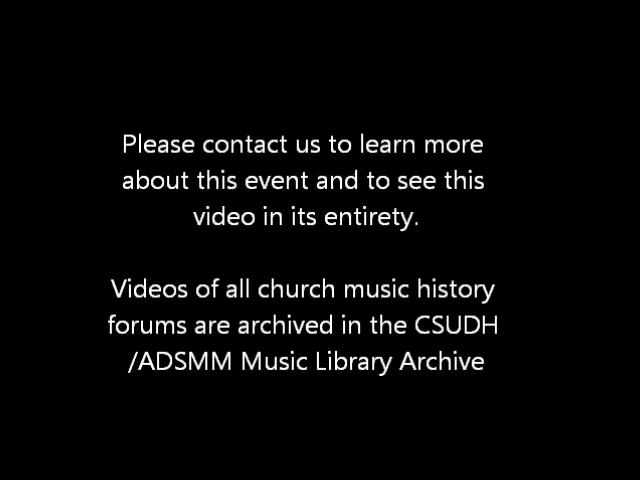 Please contact us to learn more
about this event and to see this
video in its entirety.
Videos of all church music history
forums are archived in the CSUDH
/ADSMM Music Library Archive